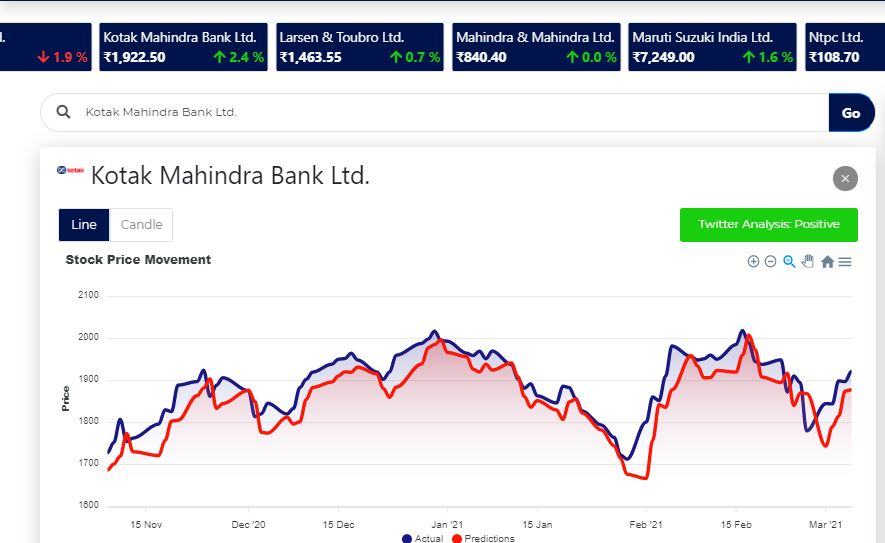 l.
Kotak Mahindra Bank Ltd.
Larsen & Toubro Ltd.
Mahindra & Mahindra Ltd.
Maruti Suzuki India Ltd.
Ntpc Ltd.
1.9 %
₹1,922.50
2.4 %
₹1,463.55
0.7 %
₹840.40
0.0 %
₹7,249.00
1.6 %
₹108.70
Kotak Mahindra Bank Ltd.
Go
kotak
Kotak Mahindra Bank Ltd.
Line
Candle
Twitter Analysis: Positive
Stock Price Movement
2100
2000
1900
1800
1700
1800
Price
15 Nov
Dec '20
15 Dec
Jan '21
15 Jan
Feb '21
15 Feb
Mar '21
Actual
Predictions